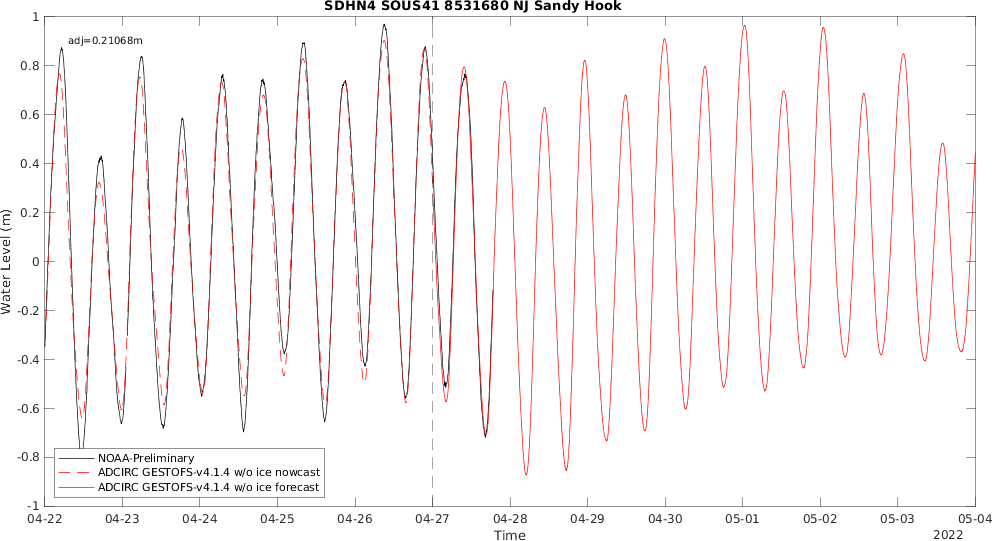 SDHN4 SOUS41 8531680 NJ Sandy Hook
adj=0.21068m
1
0.8
0.6
0.4
0.2
0
-0.2
-0.4
-0.6
-0.8
-1
Water Level (m)
NOAA-Preliminary
ADCIRC GESTOFS-v4.1.4 w/o ice nowcast
ADCIRC GESTOFS-v4.1.4 w/o ice forecast
04-22 04-23 04-24 04-25 04-26 04-27 04-28 04-29 04-30 05-01 05-02 05-03 05-04
Time
2022